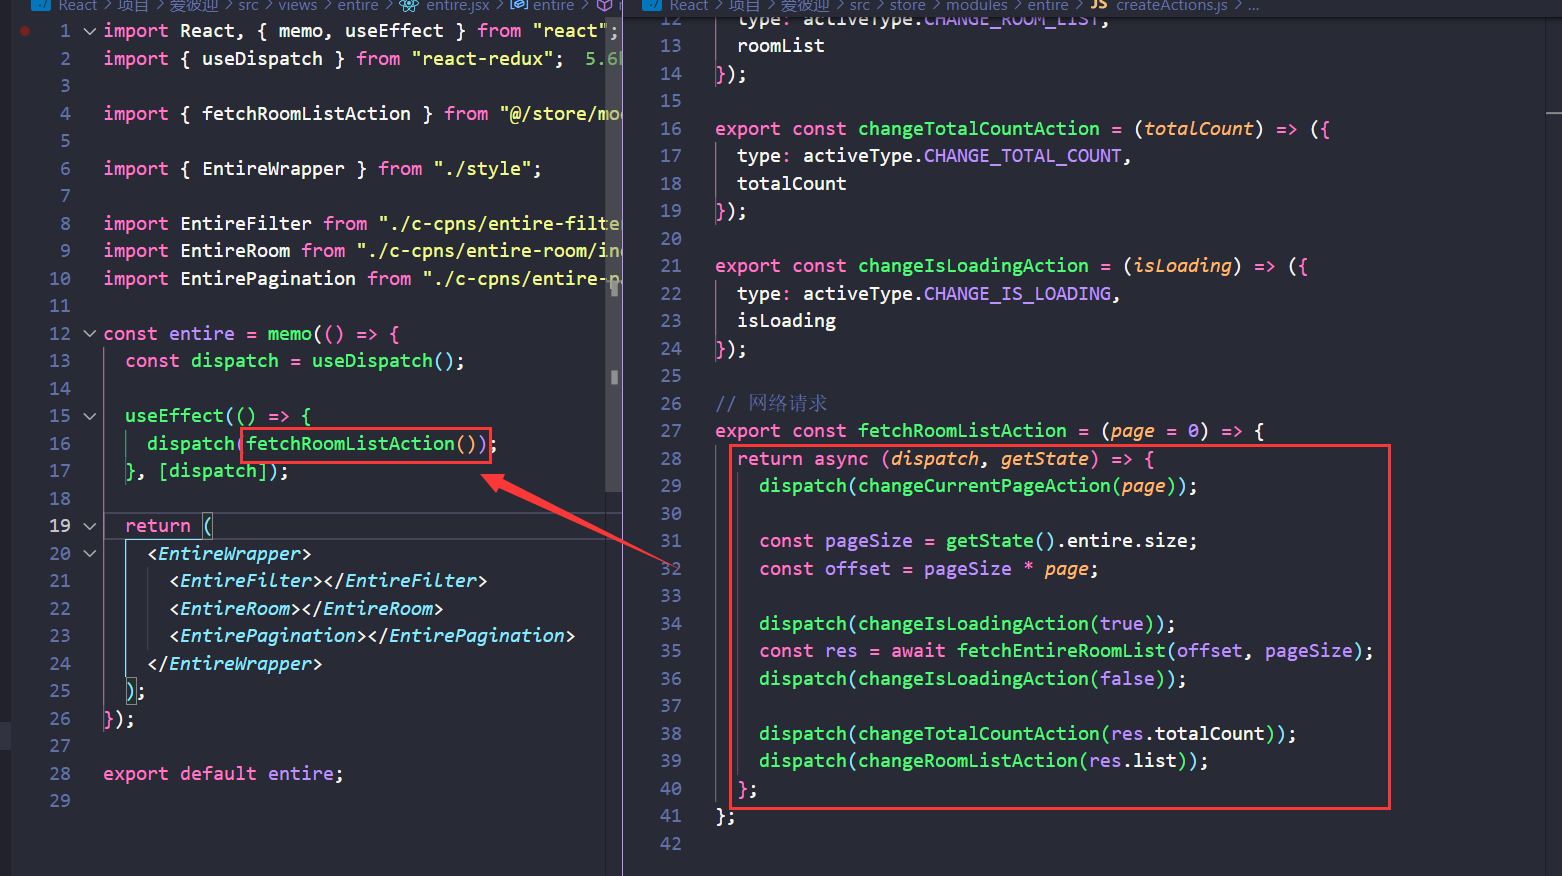 React > 项目 > 爱彼迎 > src > views > entire > entire.jsx > entire >
1 import React, { memo, useEffect } from "react";
2 import { useDispatch } from "react-redux"; 5.6
3
4 import { fetchRoomListAction } from "@/store/mo
5
6 import { EntireWrapper } from "./style";
7
8 import EntireFilter from "./c-cpns/entire-filte
9 import EntireRoom from "./c-cpns/entire-room/in
10 import EntirePagination from "./c-cpns/entire-p
11
12 const entire = memo(() => {
13 const dispatch = useDispatch();
14
15 useEffect(() => {
16 dispatch(fetchRoomListAction());
17 }, [dispatch]);
18
19 return (
20 <EntireWrapper>
21 <EntireFilter></EntireFilter>
22 <EntireRoom></EntireRoom>
23 <EntirePagination></EntirePagination>
24 </EntireWrapper>
25 );
26 });
27
28 export default entire;
29
React > 项目 > 爱彼迎 > src > store > modules > entire > JS createActions.js > ...
12 type: activeType.CHANGE_ROOM_LIST,
13 roomList
14 });
15
16 export const changeTotalCountAction = (totalCount) => ({
17 type: activeType.CHANGE_TOTAL_COUNT,
18 totalCount
19 });
20
21 export const changeIsLoadingAction = (isLoading) => ({
22 type: activeType.CHANGE_IS_LOADING,
23 isLoading
24 });
25
26 // 网络请求
27 export const fetchRoomListAction = (page = 0) => {
28 return async (dispatch, getState) => {
29 dispatch(changeCurrentPageAction(page));
30
31 const pageSize = getState().entire.size;
32 const offset = pageSize * page;
33
34 dispatch(changeIsLoadingAction(true));
35 const res = await fetchEntireRoomList(offset, pageSize);
36 dispatch(changeIsLoadingAction(false));
37
38 dispatch(changeTotalCountAction(res.totalCount));
39 dispatch(changeRoomListAction(res.list));
40 };
41 };
42